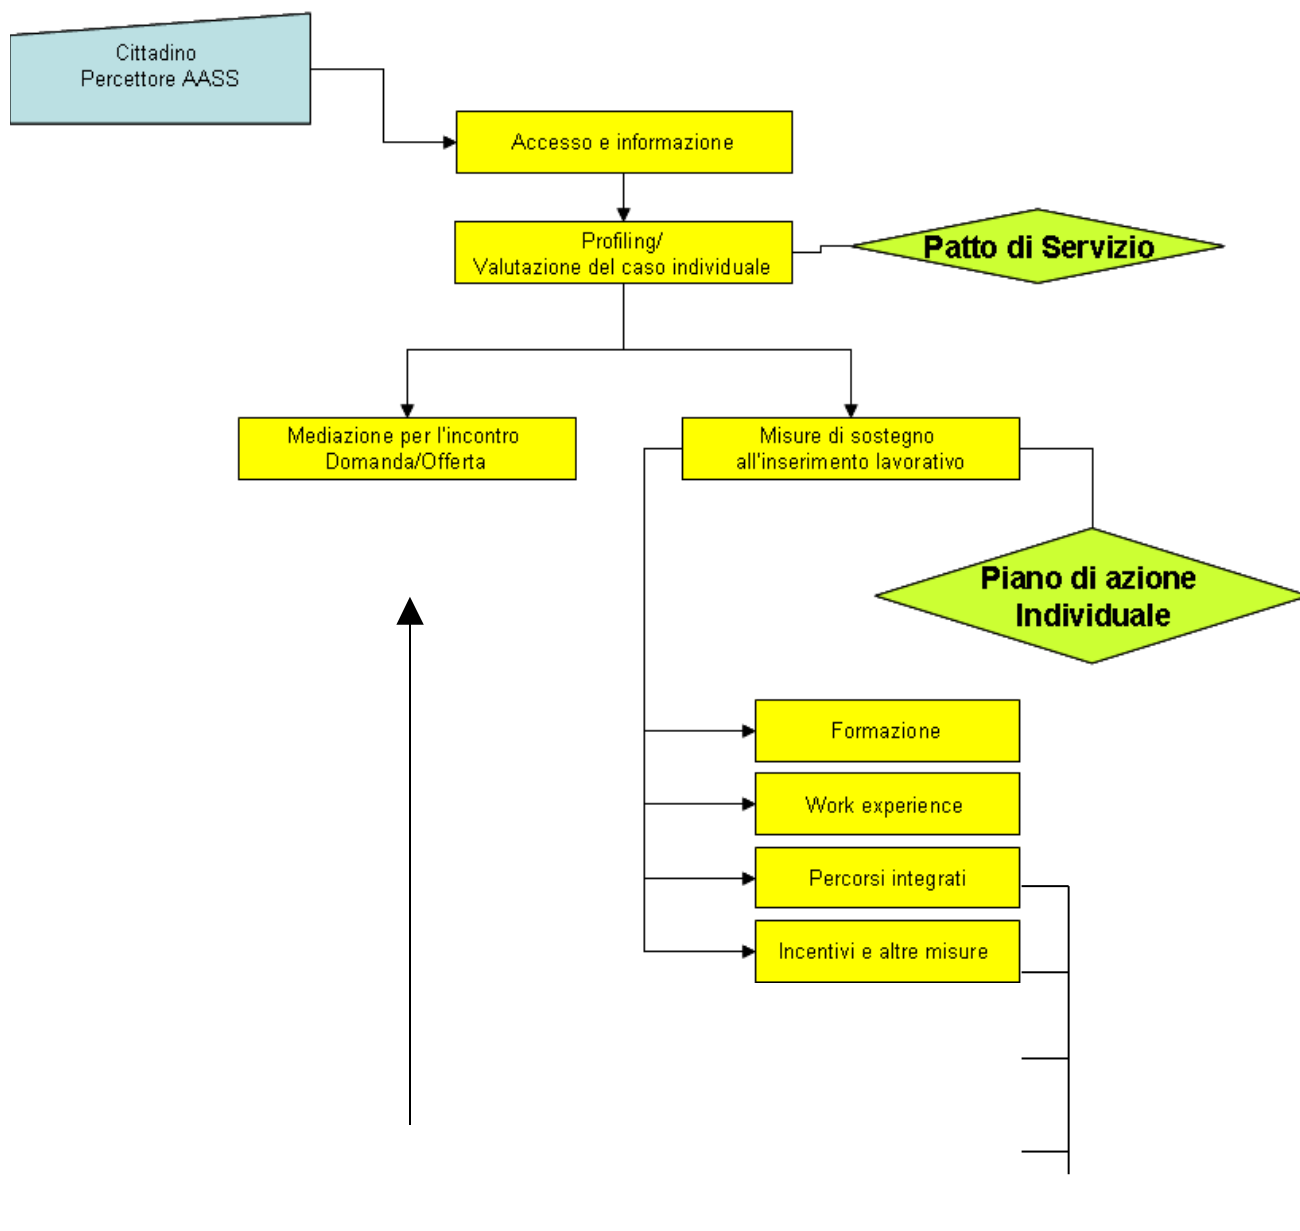 Cittadino
Percettore AASS
Accesso e informazione
Profiling/
Valutazione del caso individuale
Patto di Servizio
Mediazione per l'incontro
Domanda/Offerta
Misure di sostegno
all'inserimento lavorativo
Piano di azione
Individuale
Formazione
Work experience
Percorsi integrati
Incentivi e altre misure